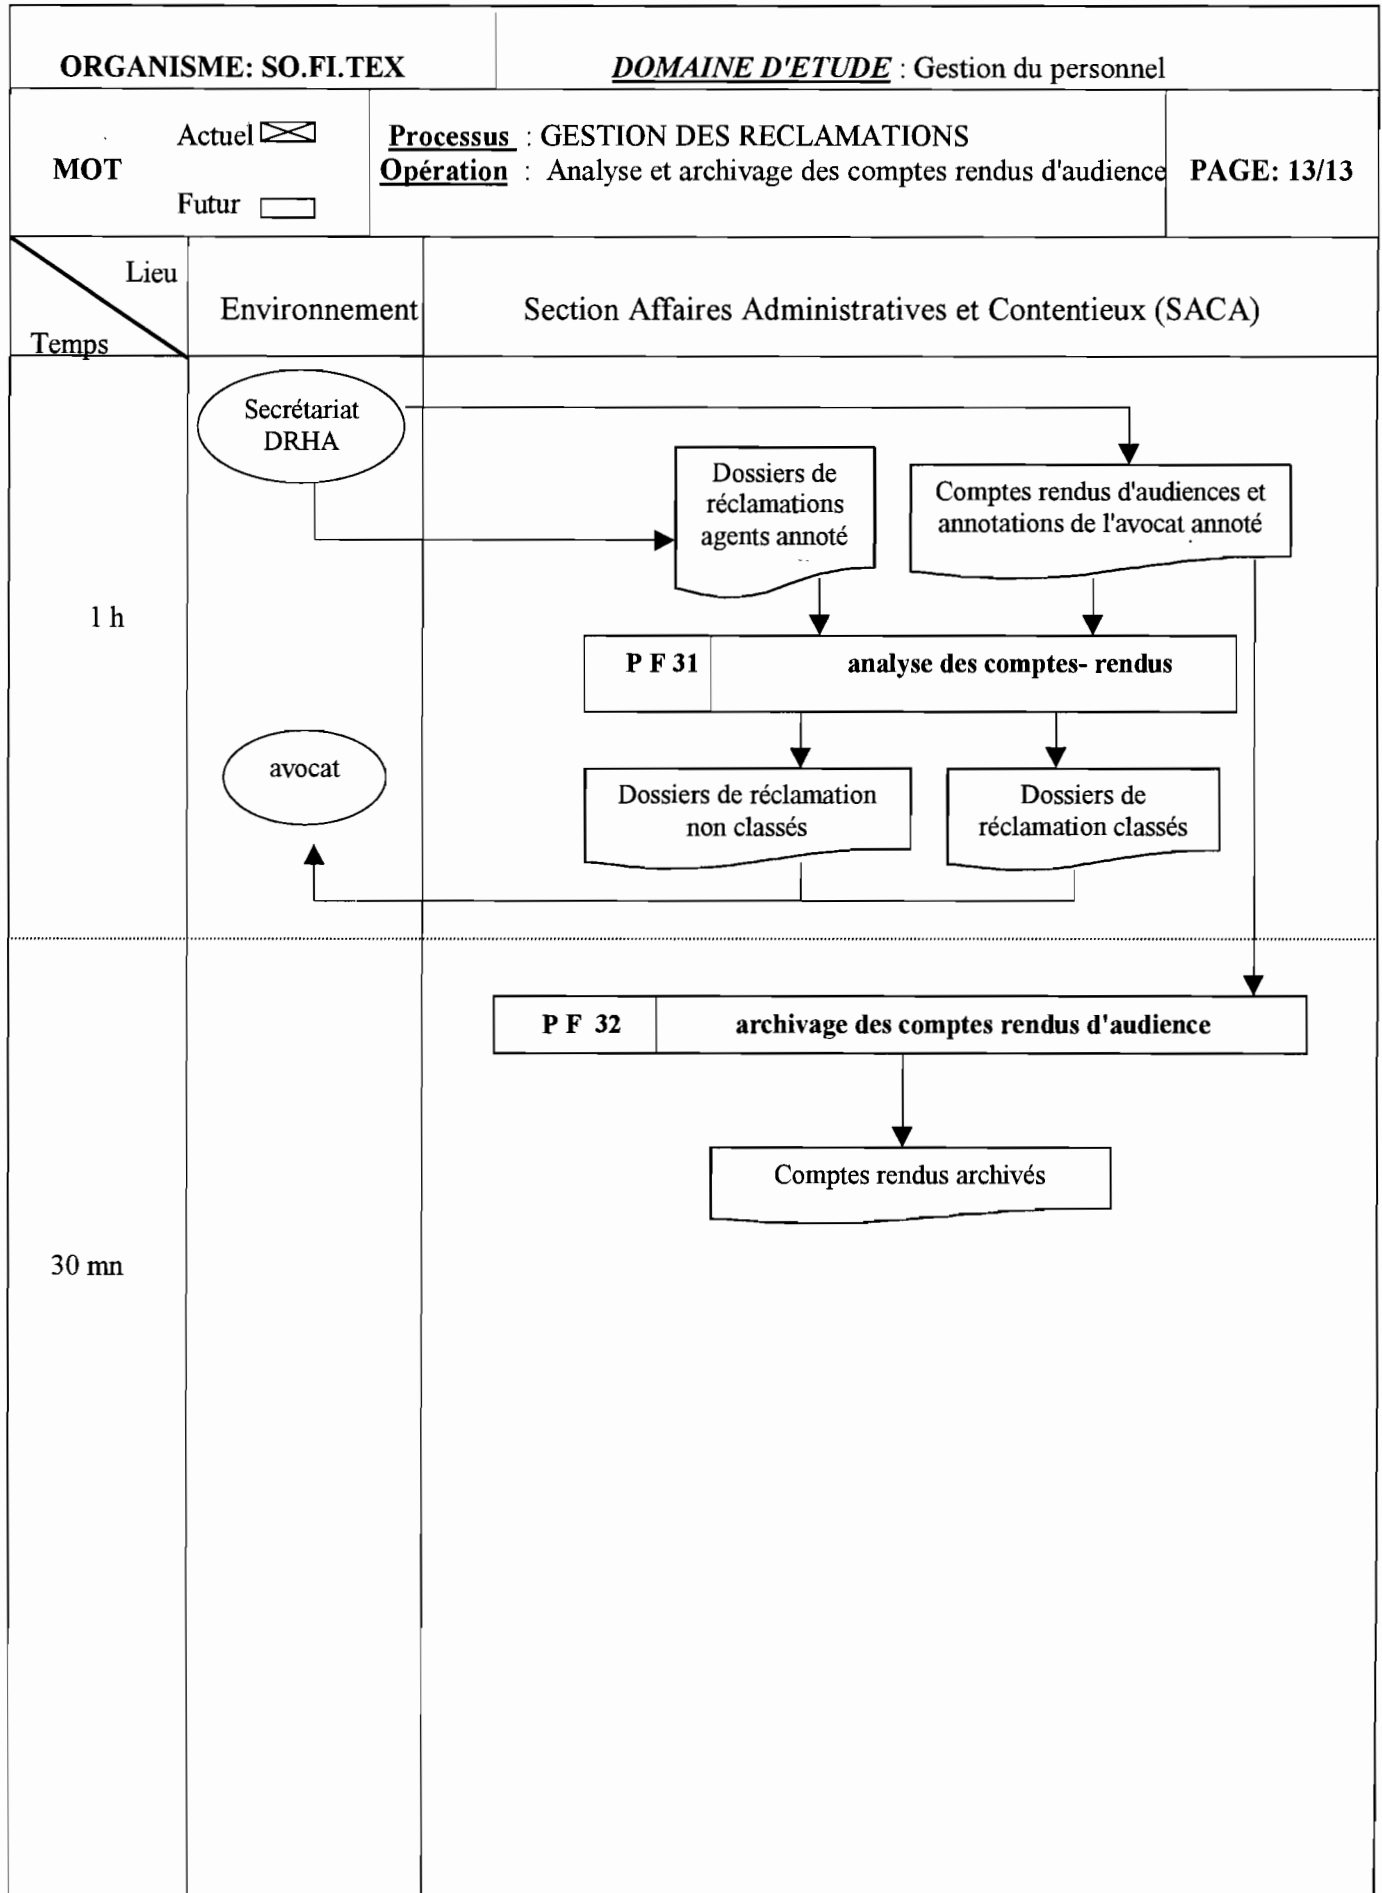 ORGANISME: SO.FI.TEX
DOMAINE D'ETUDE : Gestion du personnel
MOT
Actuel
Futur
Processus : GESTION DES RECLAMATIONS
Opération : Analyse et archivage des comptes rendus d'audience
PAGE: 13/13
Lieu
Temps
Environnement
Section Affaires Administratives et Contentieux (SACA)
Secrétariat
DRHA
Dossiers de
réclamations
agents annoté
Comptes rendus d'audiences et
annotations de l'avocat annoté
1 h
P F 31
analyse des comptes- rendus
avocat
Dossiers de réclamation
non classés
Dossiers de
réclamation classés
P F 32
archivage des comptes rendus d'audience
Comptes rendus archivés
30 mn